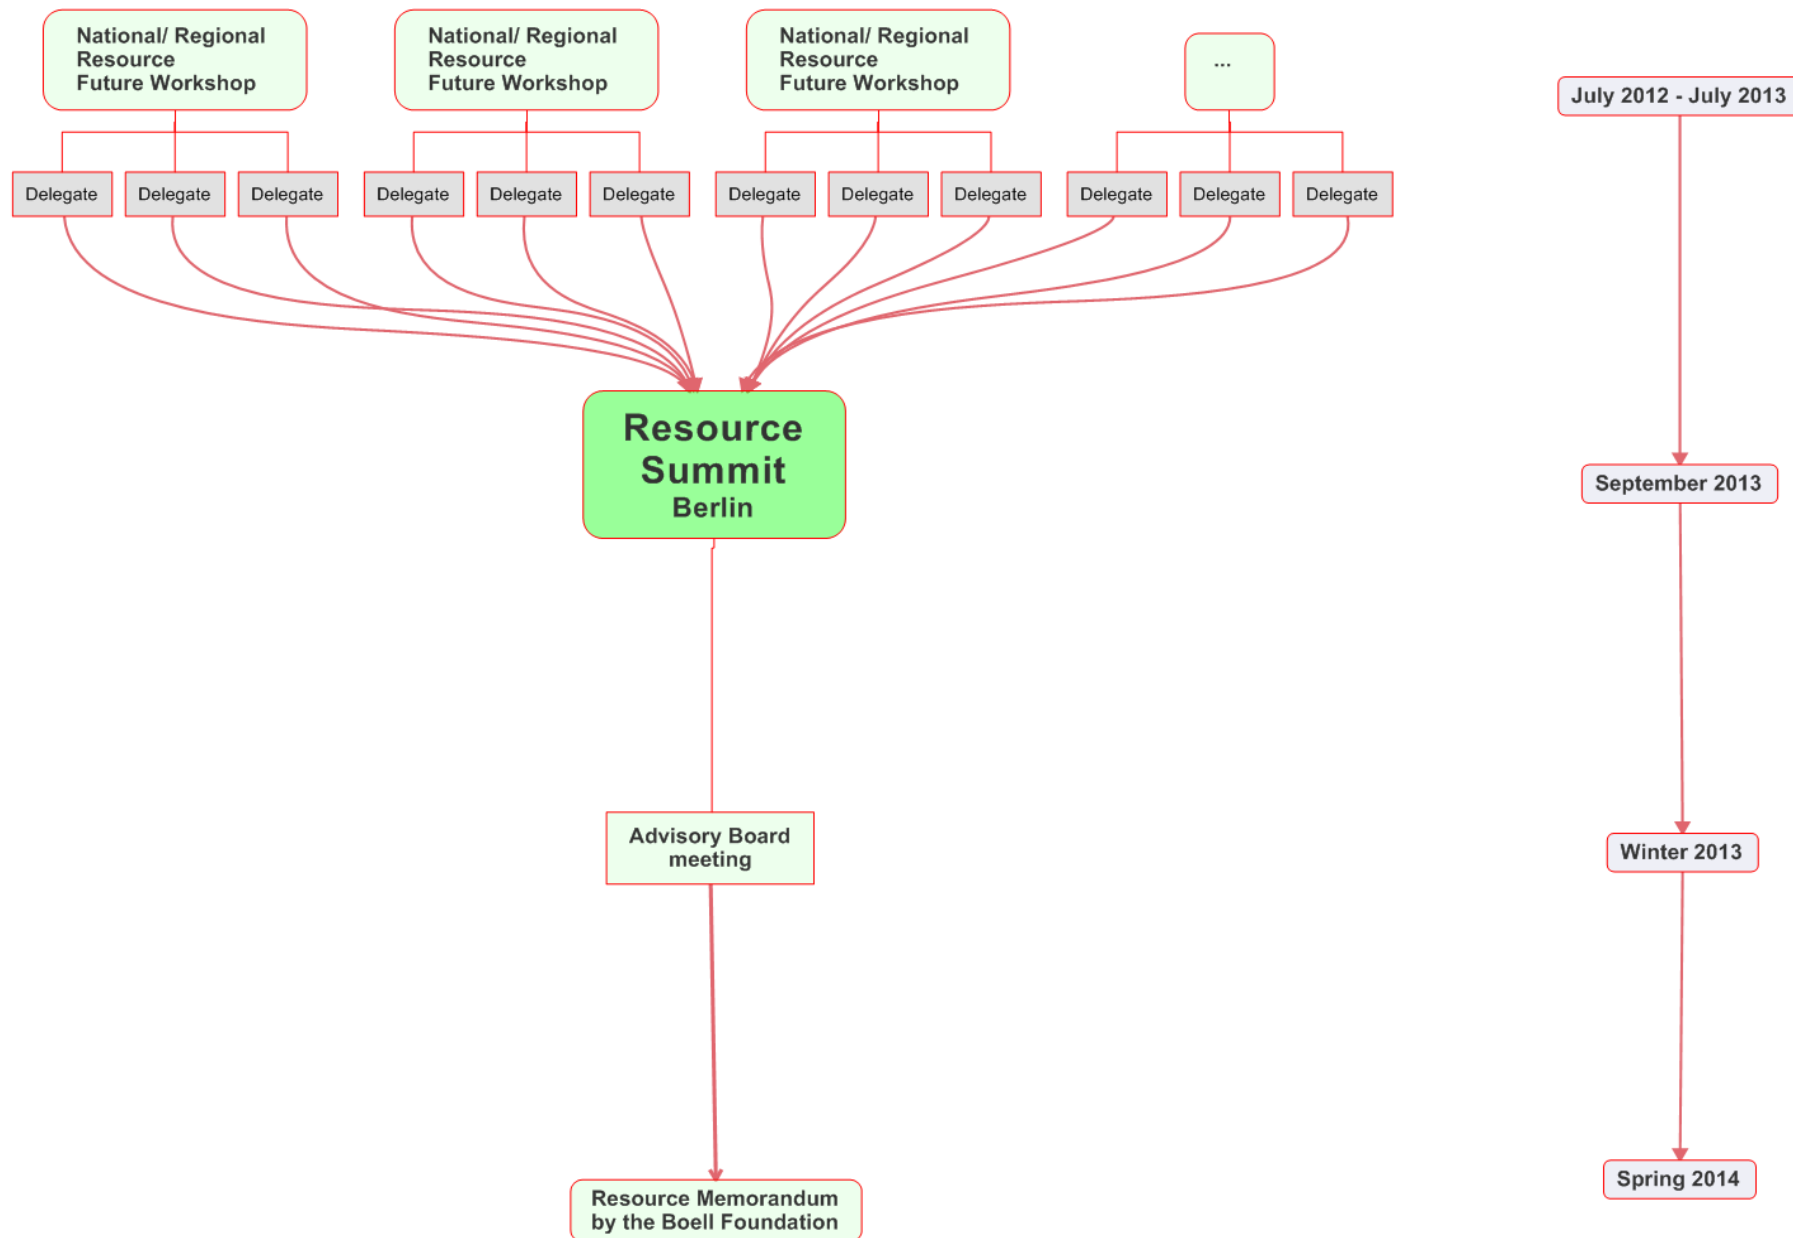 National/ Regional
Resource
Future Workshop
National/ Regional
Resource
Future Workshop
National/ Regional
Resource
Future Workshop
...
July 2012 - July 2013
Delegate
Delegate
Delegate
Delegate
Delegate
Delegate
Delegate
Delegate
Delegate
Delegate
Delegate
Delegate
Resource
Summit
Berlin
September 2013
Advisory Board
meeting
Winter 2013
Resource Memorandum
by the Boell Foundation
Spring 2014